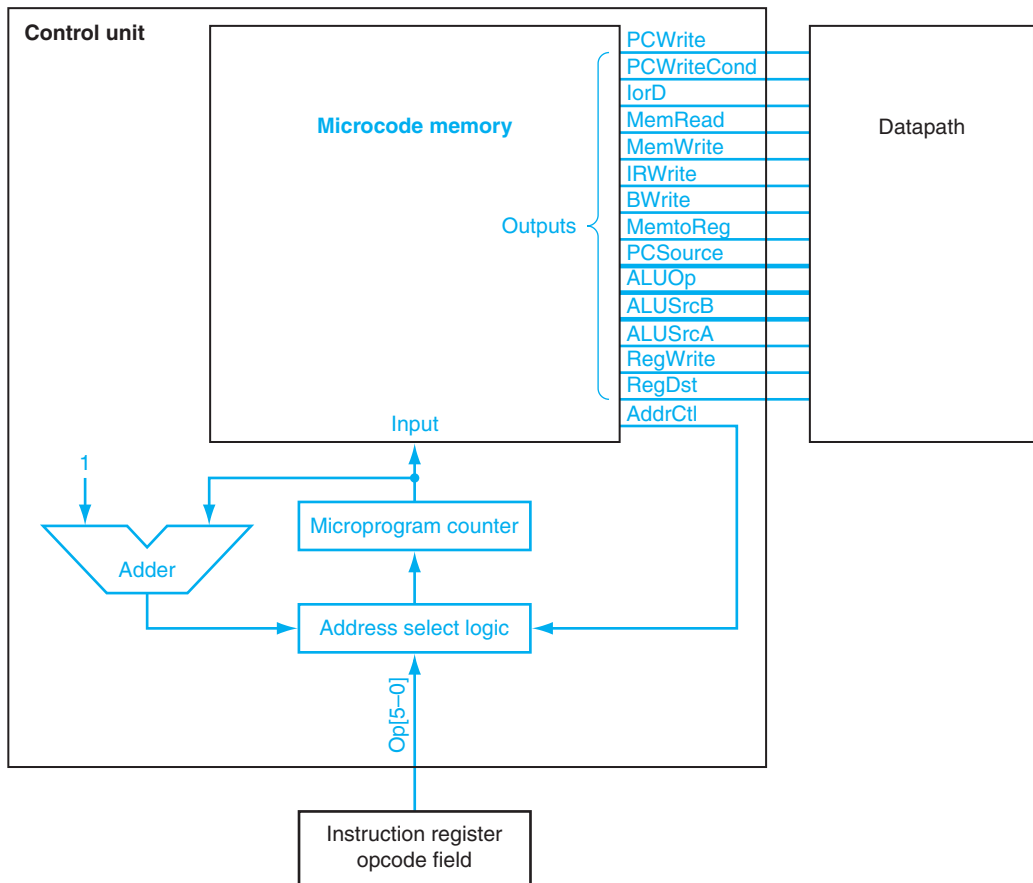 Control unit
Microcode memory
Outputs
Input
PCWrite
PCWriteCond
IorD
MemRead
MemWrite
IRWrite
BWrite
MemtoReg
PCSource
ALUOp
ALUSrcB
ALUSrcA
RegWrite
RegDst
AddrCtl
Datapath
1
Adder
Microprogram counter
Address select logic
Op[5–0]
Instruction register
opcode field